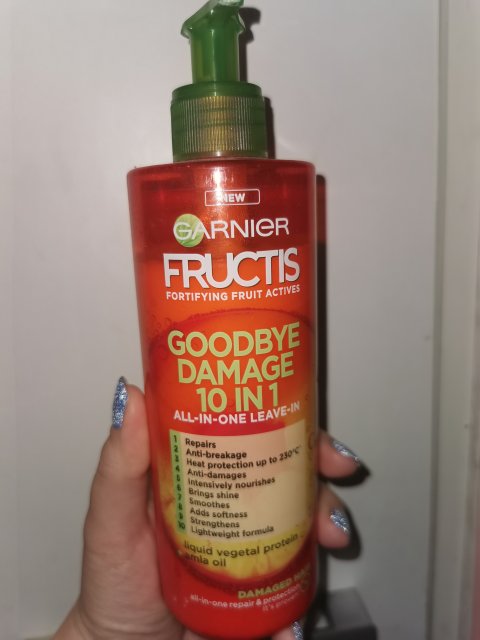 NEW
GARNIER
FRUCTIS
FORTIFYING FRUIT ACTIVES
GOODBYE
DAMAGE
10 IN 1
ALL-IN-ONE LEAVE-IN
1 Repairs
2 Anti-breakage
3 Heat protection up to 230°C
4 Anti-damages
5 Intensively nourishes
6 Brings shine
7 Smoothes
8 Adds softness
9 Strengthens
10 Lightweight formula
liquid vegetal protein
amla oil
DAMAGED
all-in-one repair & protection
it's